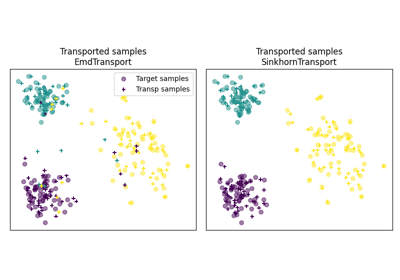 Transported samples
EmdTransport
Target samples
Transp samples
Transported samples
SinkhornTransport